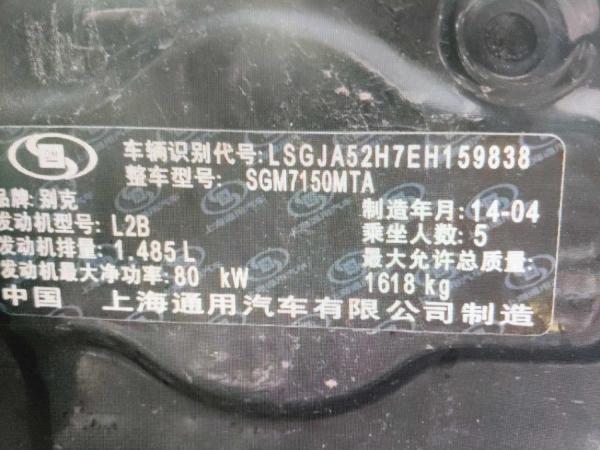 车辆识别代号:LSGJA52H7EH159838
整车型号: SGM7150MTA
品牌:别克
制造年月:14-04
发动机型号: L2B
乘坐人数:5
发动机排量: 1.485L
最大允许总质量:
发动机最大净功率:80 kW
1618kg
中国 上海通用汽车有限公司制造